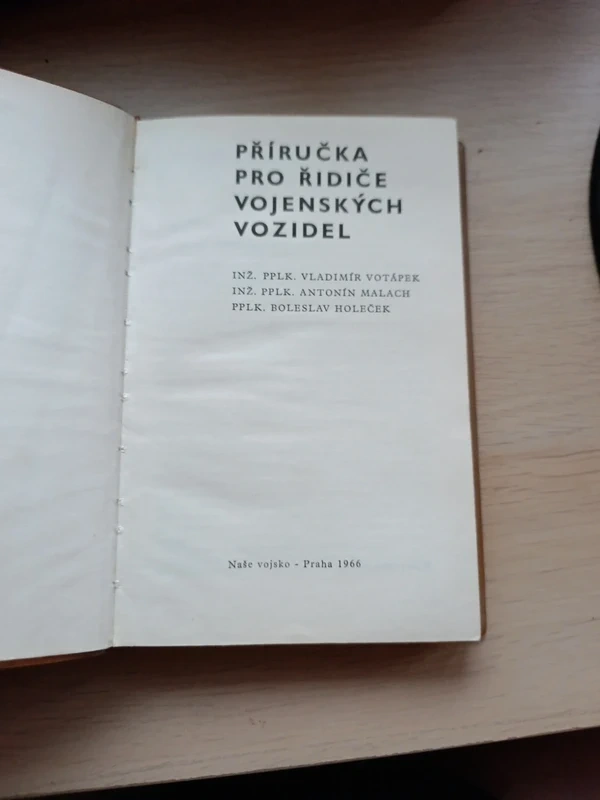 PŘÍRUČKA
PRO ŘIDIČE
VOJENSKÝCH
VOZIDEL
INŽ. PPLK. VLADIMÍR VOTÁPEK
INŽ. PPLK. ANTONÍN MALACH
PPLK. BOLESLAV HOLEČEK
Naše vojsko - Praha 1966